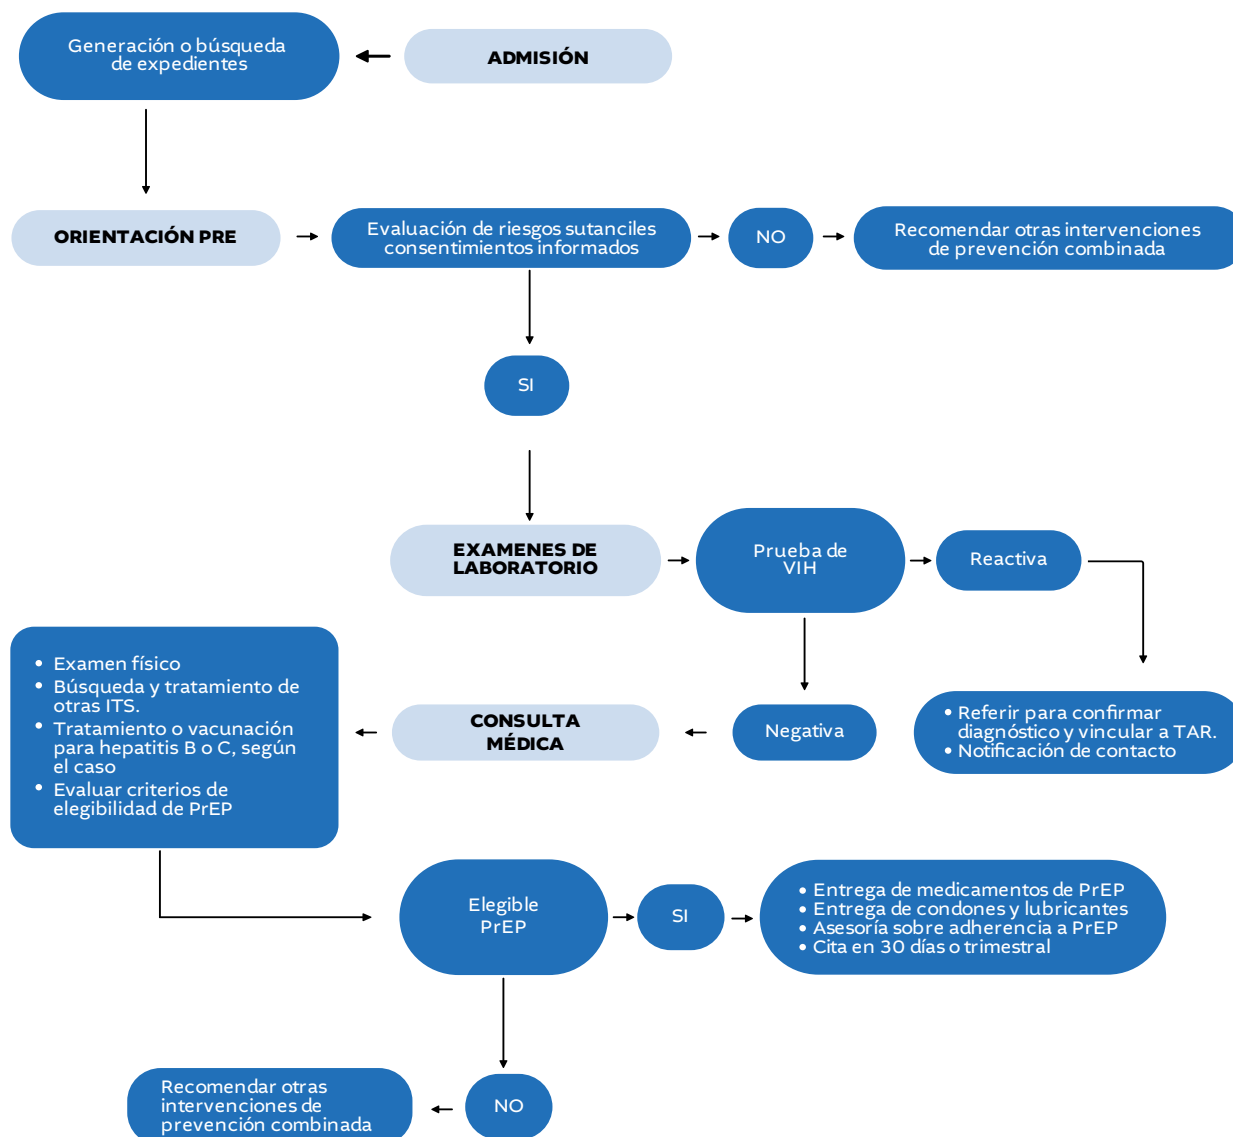 Generación o búsqueda
de expedientes
ADMISIÓN
ORIENTACIÓN PRE
Evaluación de riesgos sutanciles
consentimientos informados
NO
Recomendar otras intervenciones
de prevención combinada
SI
EXAMENES DE
LABORATORIO
Prueba de
VIH
Reactiva
• Referir para confirmar
diagnóstico y vincular a TAR.
• Notificación de contacto
Negativa
CONSULTA
MÉDICA
• Examen físico
• Búsqueda y tratamiento de
otras ITS.
• Tratamiento o vacunación
para hepatitis B o C, según
el caso
• Evaluar criterios de
elegibilidad de PrEP
Elegible
PrEP
SI
• Entrega de medicamentos de PrEP
• Entrega de condones y lubricantes
• Asesoría sobre adherencia a PrEP
• Cita en 30 días o trimestral
NO
Recomendar otras
intervenciones de
prevención combinada